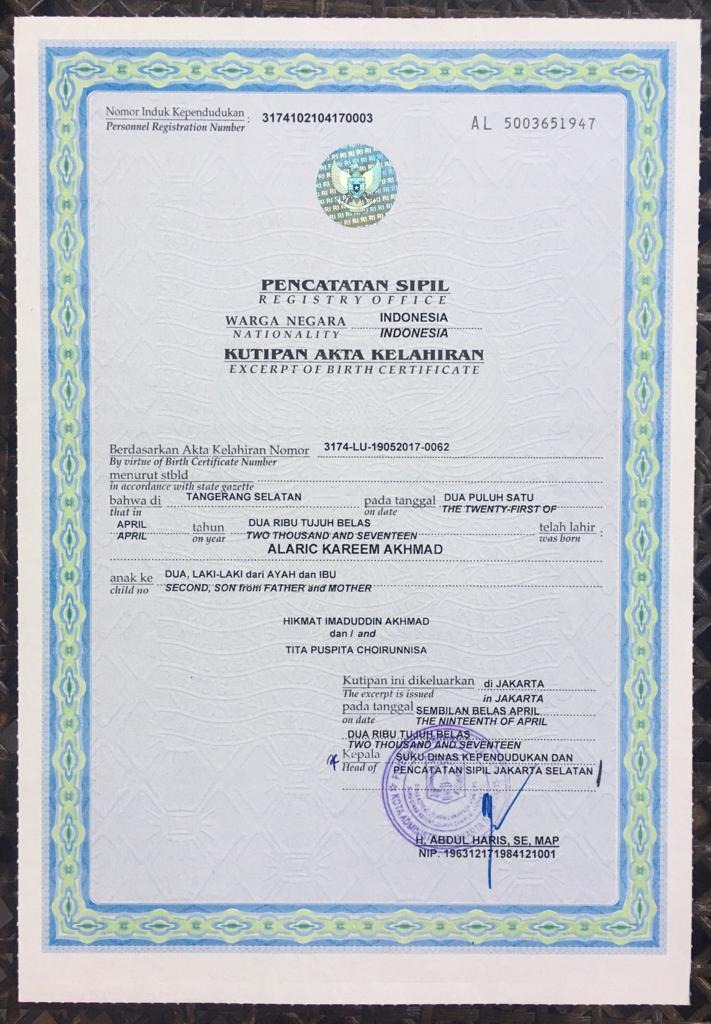 Nomor Induk Kependudukan : 3174102104170003
Personnel Registration Number
AL 5003651947
PENCATATAN SIPIL
REGISTRY OFFICE
WARGA NEGARA INDONESIA
NATIONALITY INDONESIA
KUTIPAN AKTA KELAHIRAN
EXCERPT OF BIRTH CERTIFICATE
Berdasarkan Akta Kelahiran Nomor 3174-LU-19052017-0062
By virtue of Birth Certificate Number
menurut stbld
in accordance with state gazette
bahwa di TANGERANG SELATAN pada tanggal DUA PULUH SATU
that in on date THE TWENTY-FIRST OF
APRIL tahun DUA RIBU TUJUH BELAS telah lahir :
APRIL on year TWO THOUSAND AND SEVENTEEN was born
ALARIC KAREEM AKHMAD
anak ke DUA, LAKI-LAKI dari AYAH dan IBU
child no SECOND, SON from FATHER and MOTHER
HIKMAT IMADUDDIN AKHMAD
dan / and
TITA PUSPITA CHOIRUNNISA
Kutipan ini dikeluarkan di JAKARTA
The excerpt is issued in JAKARTA
pada tanggal SEMBILAN BELAS APRIL
on date THE NINTEENTH OF APRIL
DUA RIBU TUJUH BELAS
TWO THOUSAND AND SEVENTEEN
Kepala SUKU DINAS KEPENDUDUKAN DAN
Head of PENCATATAN SIPIL JAKARTA SELATAN
H. ABDUL HARIS, SE, MAP
NIP. 196312171984121001